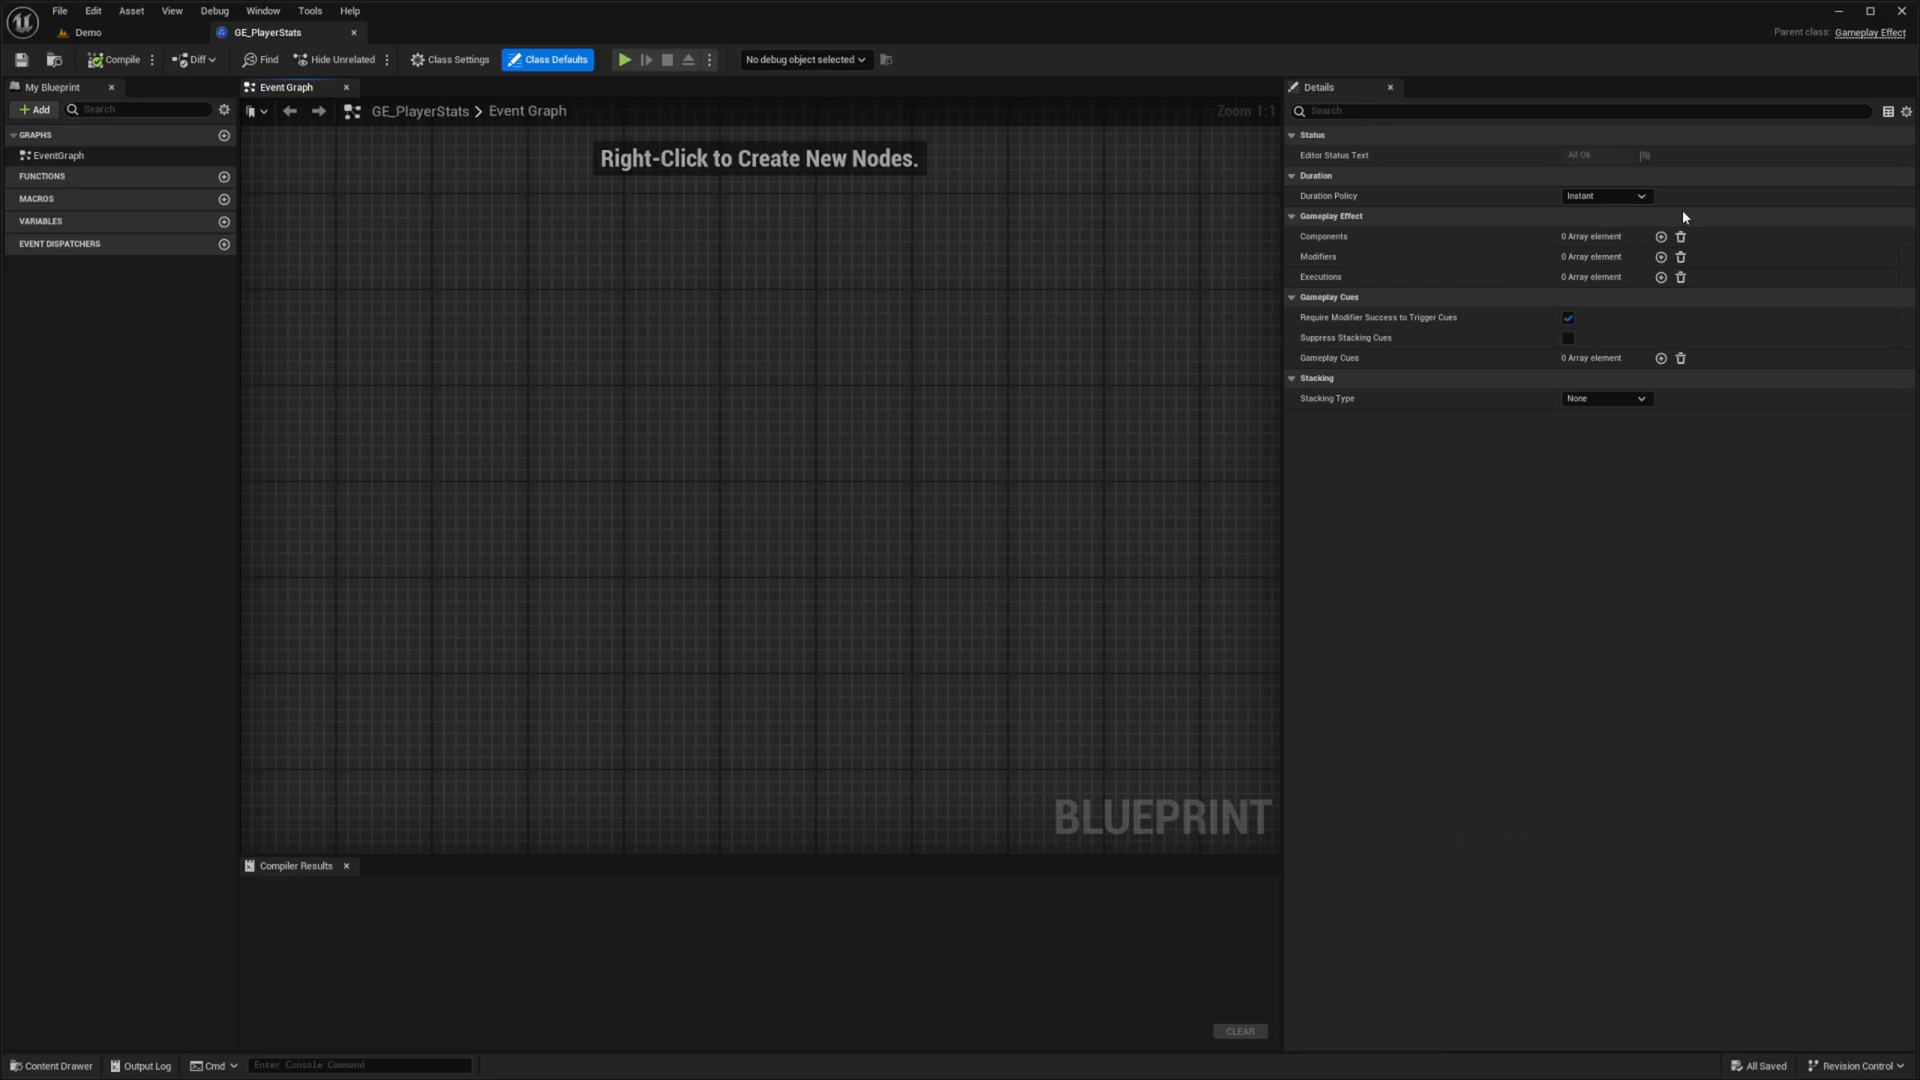 File Edit Asset View Debug Window Tools Help
Demo
GE_PlayerStats
Parent class: Gameplay Effect
Compile
Diff
Find
Hide Unrelated
Class Settings
Class Defaults
No debug object selected
My Blueprint
Add
Search
GRAPHS
EventGraph
FUNCTIONS
MACROS
VARIABLES
EVENT DISPATCHERS
Event Graph
GE_PlayerStats > Event Graph
Zoom 1:1
Right-Click to Create New Nodes.
BLUEPRINT
Compiler Results
CLEAR
Details
Search
Status
Editor Status Text All Ok
Duration
Duration Policy Instant
Gameplay Effect
Components 0 Array element
Modifiers 0 Array element
Executions 0 Array element
Gameplay Cues
Require Modifier Success to Trigger Cues
Suppress Stacking Cues
Gameplay Cues 0 Array element
Stacking
Stacking Type None
Content Drawer
Output Log
Cmd
Enter Console Command
All Saved
Revision Control